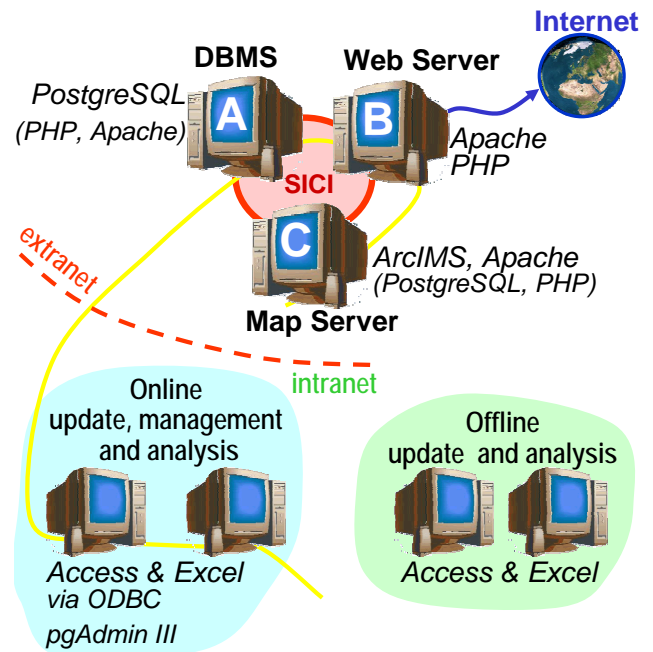 Internet
DBMS
Web Server
PostgreSQL
(PHP, Apache)
A
B
Apache
PHP
SICI
C
ArcIMS, Apache
(PostgreSQL, PHP)
Map Server
extranet
intranet
Online
update, management
and analysis
Access & Excel
via ODBC
pgAdmin III
Offline
update and analysis
Access & Excel